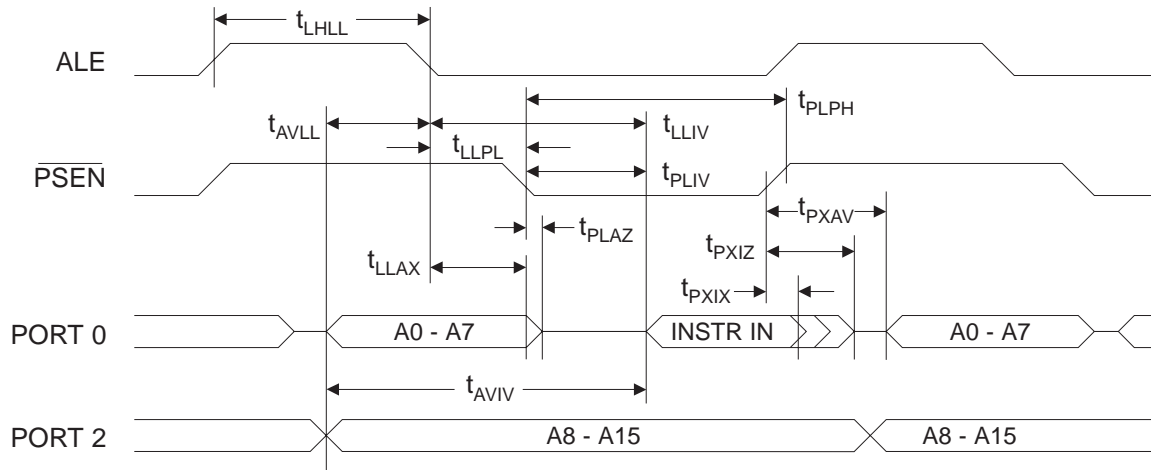 tLHLL
ALE
tPLPH
tAVLL
tLLIV
tLLPL
PSEN
tPLIV
tPXAV
tPLAZ
tPXIZ
tLLAX
tPXIX
PORT 0
A0 - A7
INSTR IN
A0 - A7
tAVIV
PORT 2
A8 - A15
A8 - A15